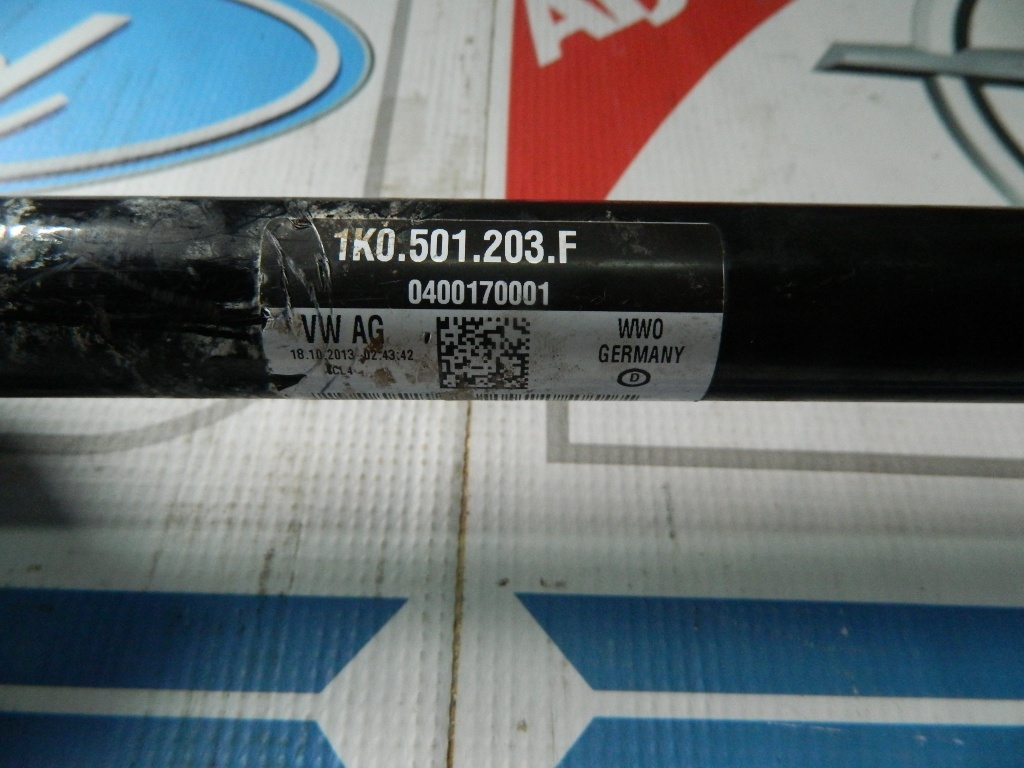 1K0.501.203.F
0400170001
VW AG
18.10.2013 02:43:42
WWO
GERMANY
D